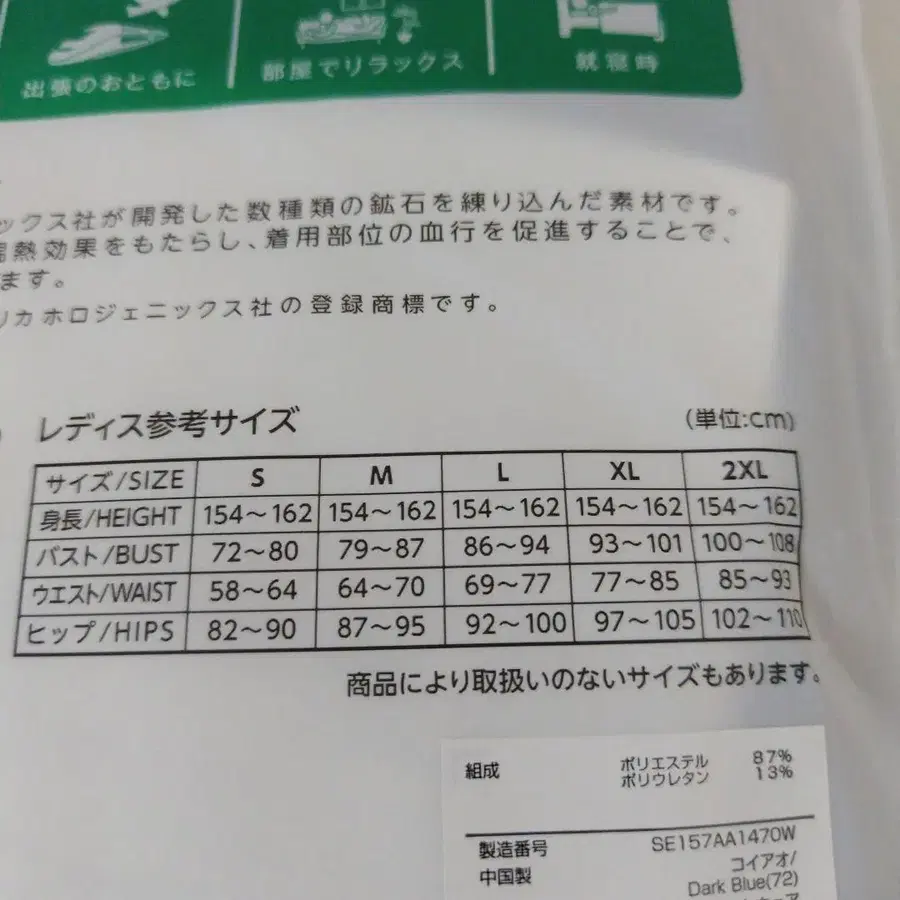 出張のおともに
部屋でリラックス
就寝時
ックス社が開発した数種類の鉱石を練り込んだ素材です。
熱効果をもたらし、着用部位の血行を促進することで、
ます。
リカホロジェニックス社の登録商標です。
レディス参考サイズ (単位:cm)
サイズ/SIZE S M L XL 2XL
身長/HEIGHT 154～162 154～162 154～162 154～162 154～162
バスト/BUST 72～80 79～87 86～94 93～101 100～108
ウエスト/WAIST 58～64 64～70 69～77 77～85 85～93
ヒップ/HIPS 82～90 87～95 92～100 97～105 102～110
商品により取扱いのないサイズもあります。
組成 ポリエステル 87%
ポリウレタン 13%
製造番号 SE157AA1470W
中国製 コイアオ/
Dark Blue(72)